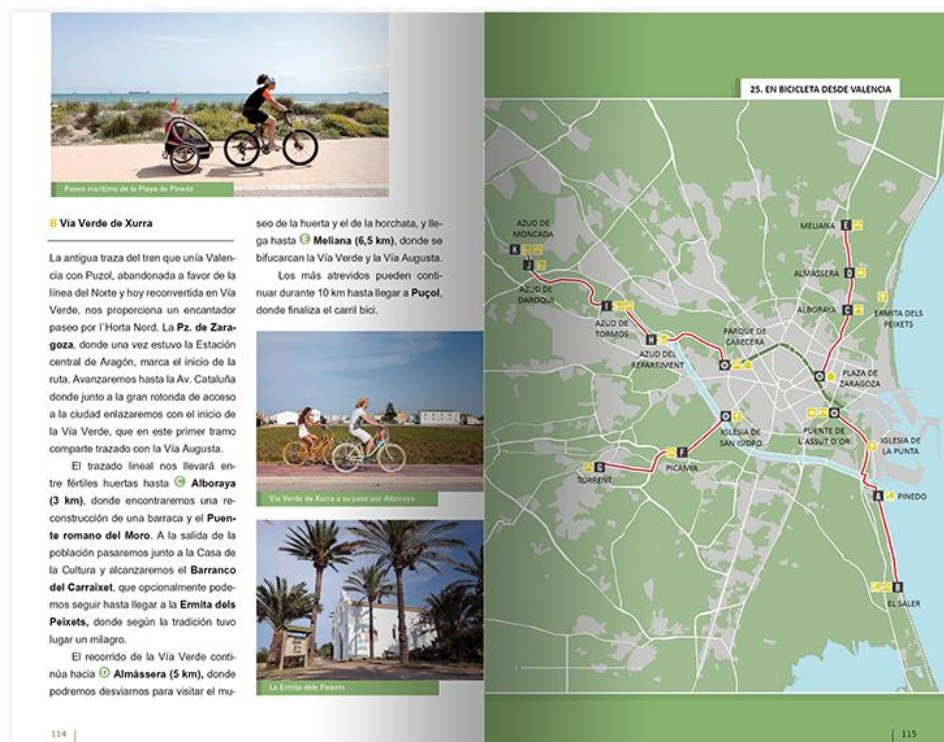 Paseo marítimo de la Playa de Pinedo
B Vía Verde de Xurra
La antigua traza del tren que unía Valen-
cia con Puzol, abandonada a favor de la
línea del Norte y hoy reconvertida en Vía
Verde, nos proporciona un encantador
paseo por l´Horta Nord. La Pz. de Zara-
goza, donde una vez estuvo la Estación
central de Aragón, marca el inicio de la
ruta. Avanzaremos hasta la Av. Cataluña
donde junto a la gran rotonda de acceso
a la ciudad enlazaremos con el inicio de
la Vía Verde, que en este primer tramo
comparte trazado con la Vía Augusta.
El trazado lineal nos llevará en-
tre fértiles huertas hasta C Alboraya
(3 km), donde encontraremos una re-
construcción de una barraca y el Puen-
te romano del Moro. A la salida de la
población pasaremos junto a la Casa de
la Cultura y alcanzaremos el Barranco
del Carraixet, que opcionalmente pode-
mos seguir hasta llegar a la Ermita dels
Peixets, donde según la tradición tuvo
lugar un milagro.
El recorrido de la Vía Verde conti-
núa hacia D Almàssera (5 km), donde
podremos desviarnos para visitar el mu-
seo de la huerta y el de la horchata, y lle-
ga hasta E Meliana (6,5 km), donde se
bifucarcan la Vía Verde y la Vía Augusta.
Los más atrevidos pueden conti-
nuar durante 10 km hasta llegar a Puçol,
donde finaliza el carril bici.
Vía Verde de Xurra a su paso por Alboraya
La Ermita dels Peixets
114
25. EN BICICLETA DESDE VALENCIA
MELIANA E
AZUD DE
MONCADA
K
J
AZUD DE
DAROQUI
ALMÀSSERA D
ALBORAYA C
ERMITA DELS
PEIXETS
I
AZUD DE
TORMOS
H
AZUD DEL
REPARTIMENT
PARQUE DE
CABECERA
PLAZA DE
ZARAGOZA
IGLESIA DE
SAN ISIDRO
PUENTE DE
L´ASSUT D´OR
IGLESIA DE
LA PUNTA
F
PICANYA
G
TORRENT
A PINEDO
B
EL SALER
115